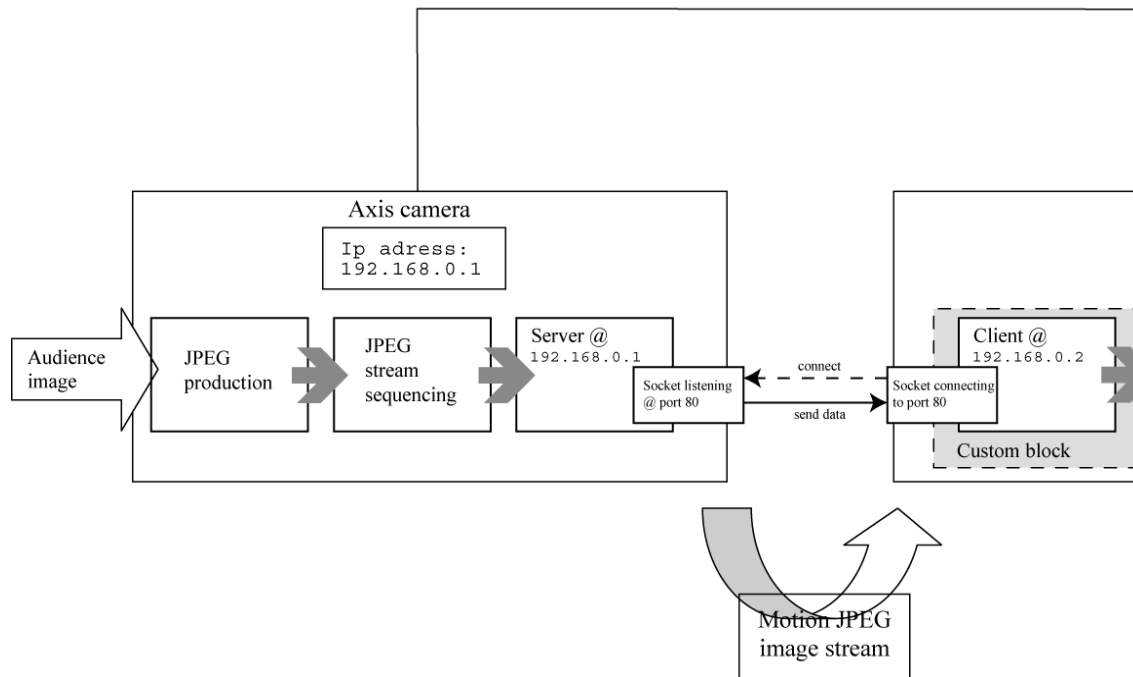 Axis camera
Ip adress:
192.168.0.1
Audience
image
JPEG
production
JPEG
stream
sequencing
Server @
192.168.0.1
Socket listening
@ port 80
connect
send data
Client @
192.168.0.2
Socket connecting
to port 80
Custom block
Motion JPEG
image stream